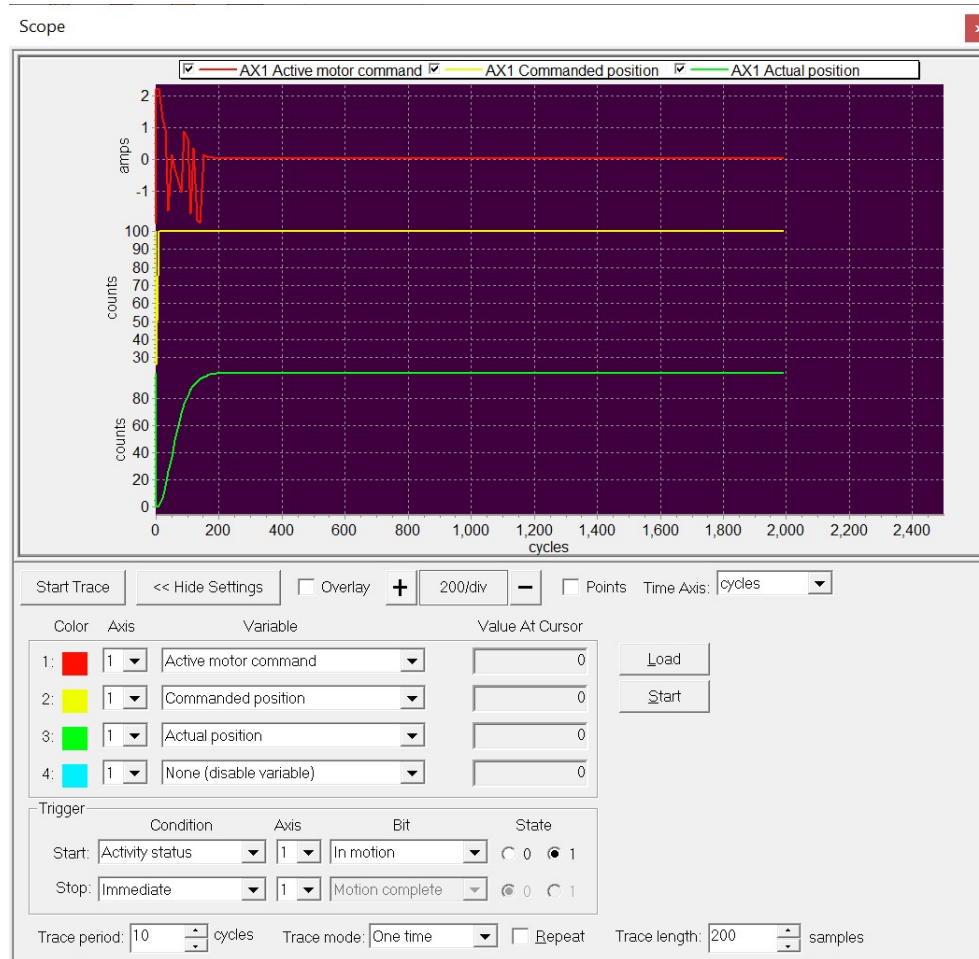 Scope
x
AX1 Active motor command AX1 Commanded position AX1 Actual position
2
1
0
-1
amps
100
90
80
70
60
50
40
30
counts
80
60
40
20
0
counts
0 200 400 600 800 1,000 1,200 1,400 1,600 1,800 2,000 2,200 2,400
cycles
Start Trace << Hide Settings Overlay + 200/div − Points Time Axis: cycles
Color Axis Variable Value At Cursor
1: 1 Active motor command 0 Load
2: 1 Commanded position 0 Start
3: 1 Actual position 0
4: 1 None (disable variable) 0
Trigger
Condition Axis Bit State
Start: Activity status 1 In motion 0 1
Stop: Immediate 1 Motion complete 0 1
Trace period: 10 cycles Trace mode: One time Repeat Trace length: 200 samples